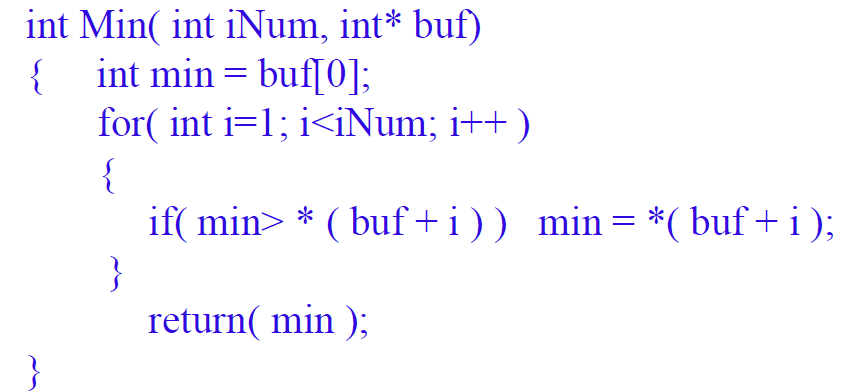 int Min( int iNum, int* buf)
{ int min = buf[0];
for( int i=1; i<iNum; i++ )
{
if( min> * ( buf + i ) ) min = *( buf + i );
}
return( min );
}